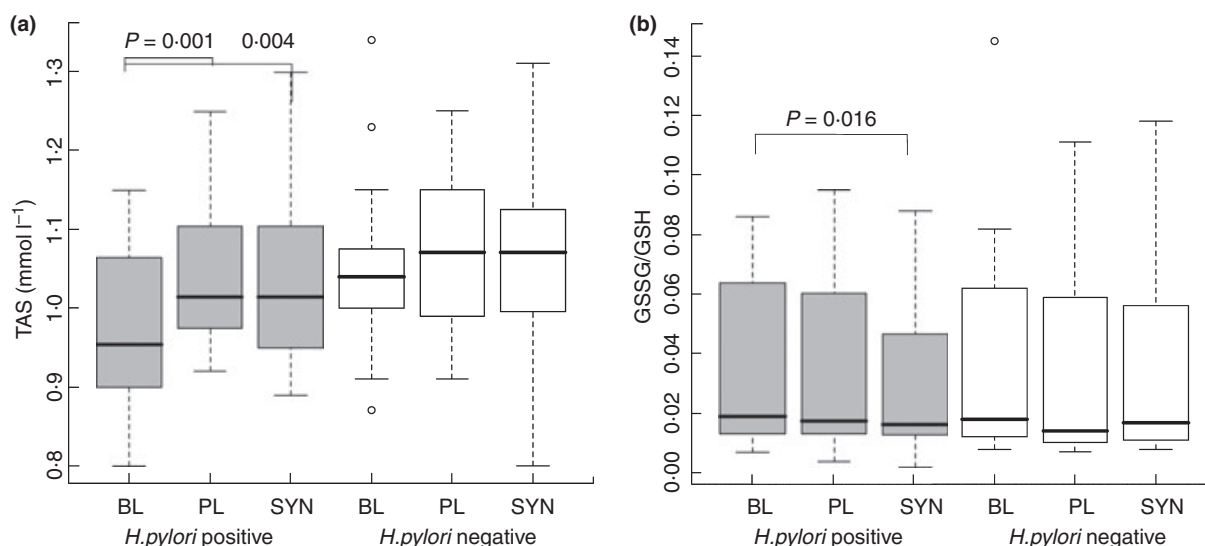 (a)
P = 0·001 0·004
TAS (mmol l–1)
1·3
1·2
1·1
1·0
0·9
0·8
BL PL SYN BL PL SYN
H.pylori positive H.pylori negative
(b)
P = 0·016
GSSG/GSH
0·14
0·12
0·10
0·08
0·06
0·04
0·02
0·00
BL PL SYN BL PL SYN
H.pylori positive H.pylori negative